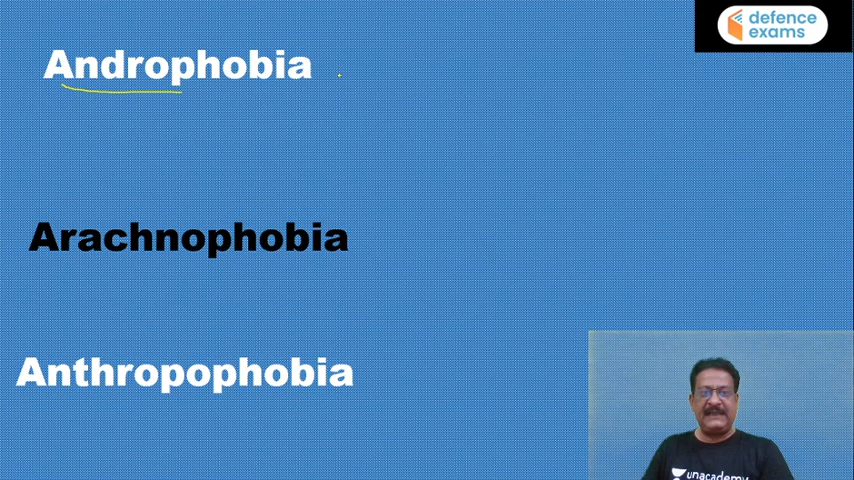 defence
exams
Androphobia
Arachnophobia
Anthropophobia
unacademy